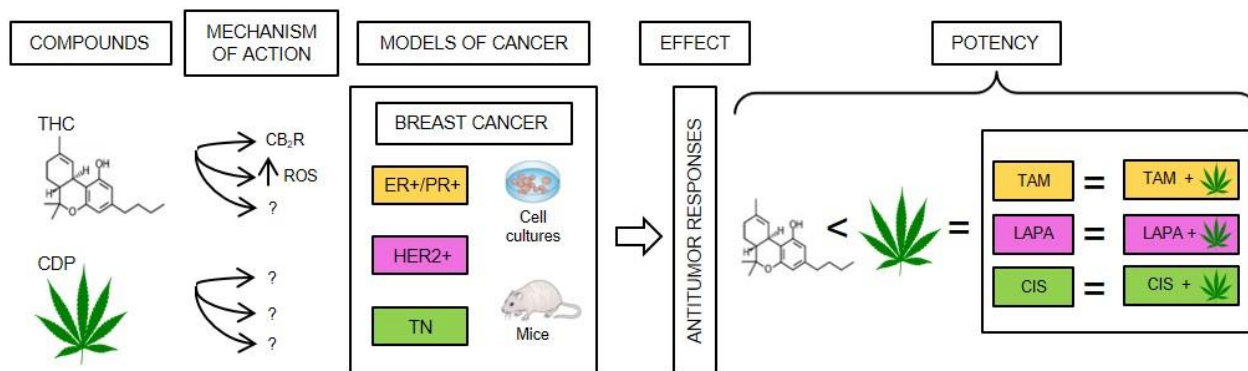 COMPOUNDS
MECHANISM
OF ACTION
MODELS OF CANCER
EFFECT
POTENCY
THC
H
OH
H
O
CB₂R
ROS
?
CDP
?
?
?
BREAST CANCER
ER+/PR+
HER2+
TN
Cell
cultures
Mice
ANTITUMOR RESPONSES
H
OH
H
O
<
=
TAM = TAM +
LAPA = LAPA +
CIS = CIS +